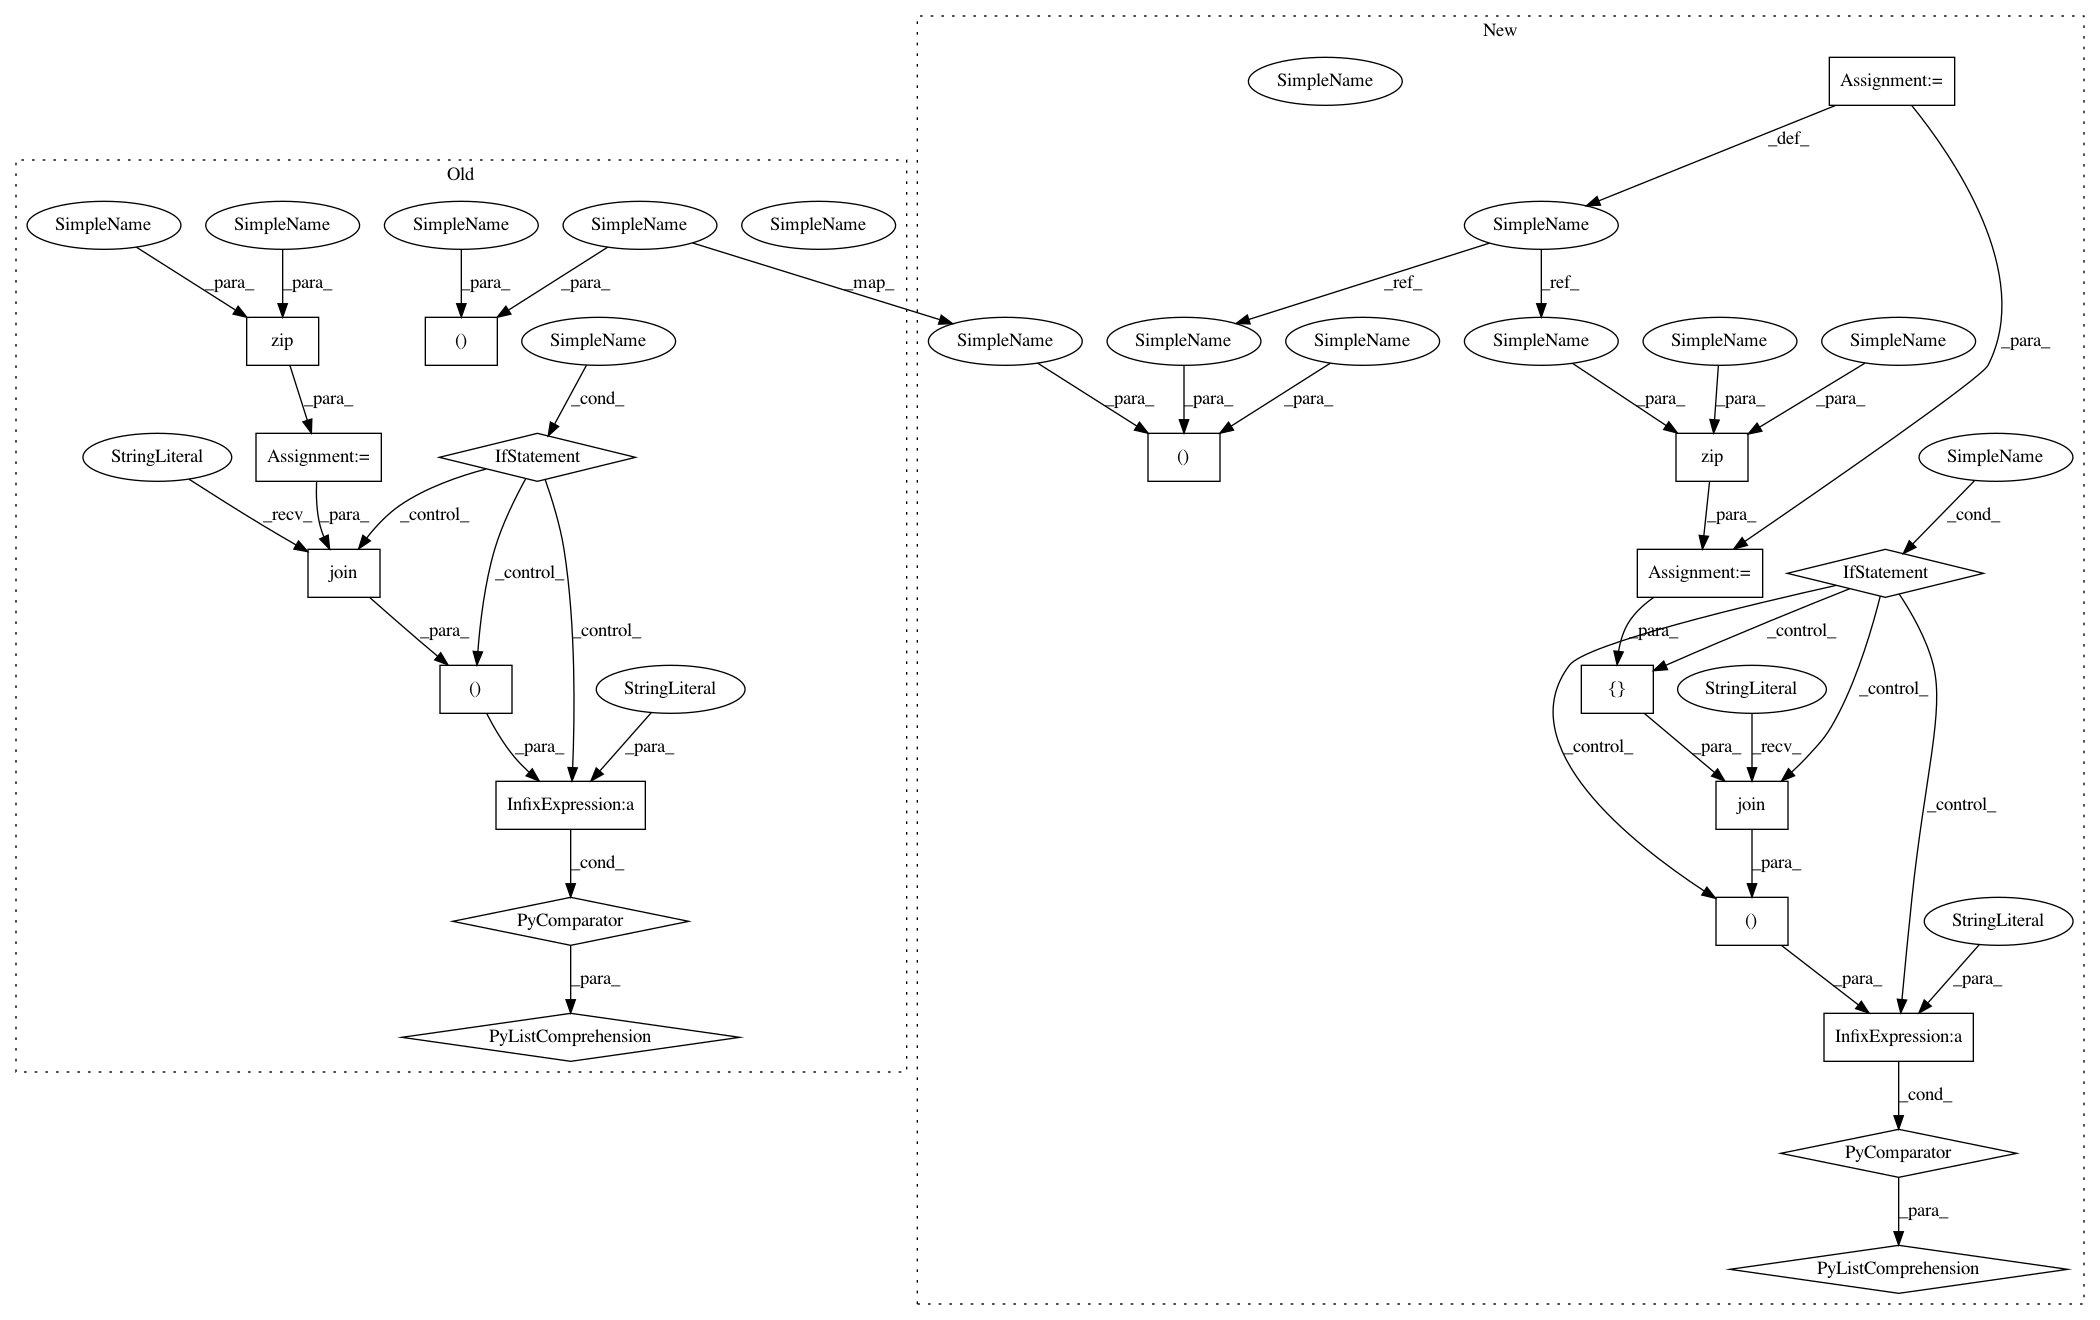 New
SimpleName
Assignment:=
_def_
Old
SimpleName
SimpleName
SimpleName
SimpleName
SimpleName
SimpleName
_para_
_para_
_para_
_para_
_map_
_ref_
_ref_
zip
()
SimpleName
SimpleName
SimpleName
SimpleName
SimpleName
SimpleName
SimpleName
_para_
_para_
_cond_
_para_
_para_
_para_
_para_
_para_
_para_
StringLiteral
Assignment:=
IfStatement
()
zip
SimpleName
_recv_
_para_
_control_
_para_
_cond_
join
Assignment:=
IfStatement
_control_
_para_
_control_
_para_
_control_
()
StringLiteral
{}
StringLiteral
_control_
_para_
_para_
_control_
_para_
_recv_
InfixExpression:a
join
_control_
_cond_
_para_
PyComparator
()
StringLiteral
_para_
_para_
_para_
PyListComprehension
InfixExpression:a
_cond_
PyComparator
_para_
PyListComprehension